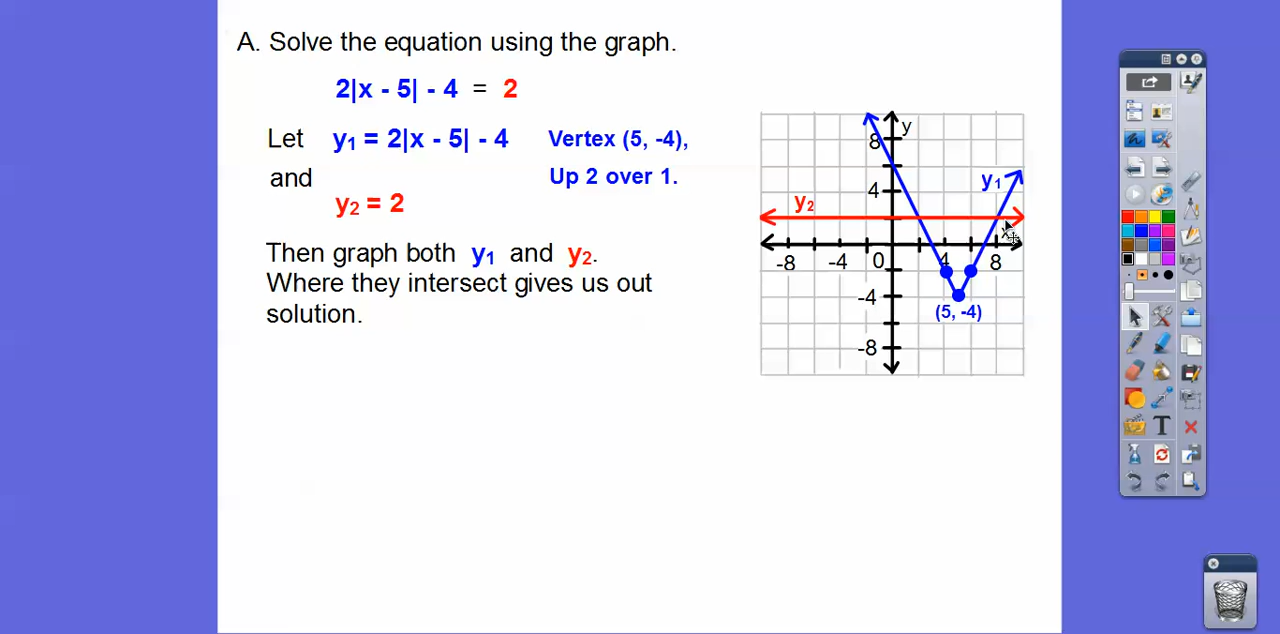 A. Solve the equation using the graph.
2|x - 5| - 4 = 2
Let y₁ = 2|x - 5| - 4 Vertex (5, -4),
and Up 2 over 1.
y₂ = 2
Then graph both y₁ and y₂.
Where they intersect gives us out
solution.
y
8
y₁
4
y₂
x
-8 -4 0 4 8
-4
(5, -4)
-8
T